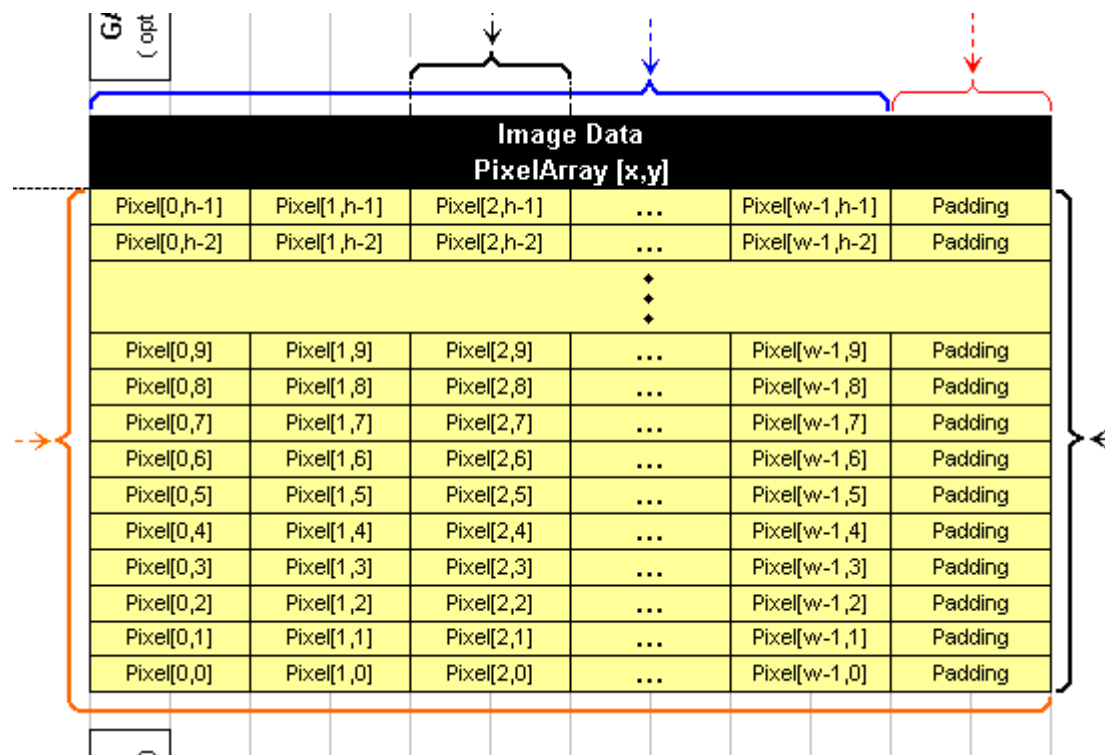 ( opt
Image Data
PixelArray [x,y]
Pixel[0,h-1] Pixel[1,h-1] Pixel[2,h-1] ... Pixel[w-1,h-1] Padding
Pixel[0,h-2] Pixel[1,h-2] Pixel[2,h-2] ... Pixel[w-1,h-2] Padding
Pixel[0,9] Pixel[1,9] Pixel[2,9] ... Pixel[w-1,9] Padding
Pixel[0,8] Pixel[1,8] Pixel[2,8] ... Pixel[w-1,8] Padding
Pixel[0,7] Pixel[1,7] Pixel[2,7] ... Pixel[w-1,7] Padding
Pixel[0,6] Pixel[1,6] Pixel[2,6] ... Pixel[w-1,6] Padding
Pixel[0,5] Pixel[1,5] Pixel[2,5] ... Pixel[w-1,5] Padding
Pixel[0,4] Pixel[1,4] Pixel[2,4] ... Pixel[w-1,4] Padding
Pixel[0,3] Pixel[1,3] Pixel[2,3] ... Pixel[w-1,3] Padding
Pixel[0,2] Pixel[1,2] Pixel[2,2] ... Pixel[w-1,2] Padding
Pixel[0,1] Pixel[1,1] Pixel[2,1] ... Pixel[w-1,1] Padding
Pixel[0,0] Pixel[1,0] Pixel[2,0] ... Pixel[w-1,0] Padding